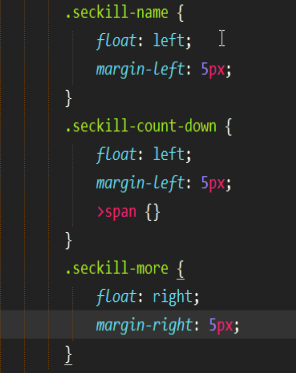 .seckill-name {
float: left;
margin-left: 5px;
}
.seckill-count-down {
float: left;
margin-left: 5px;
>span {}
}
.seckill-more {
float: right;
margin-right: 5px;
}